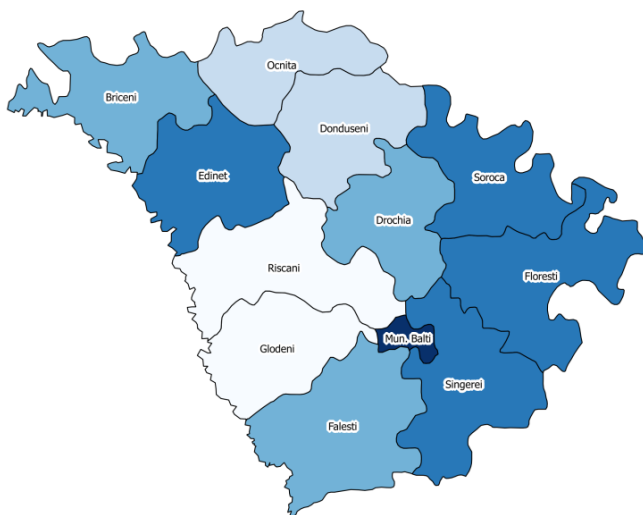 Ocnita
Briceni
Donduseni
Edinet
Soroca
Drochia
Riscani
Floresti
Mun. Balti
Glodeni
Singerei
Falesti